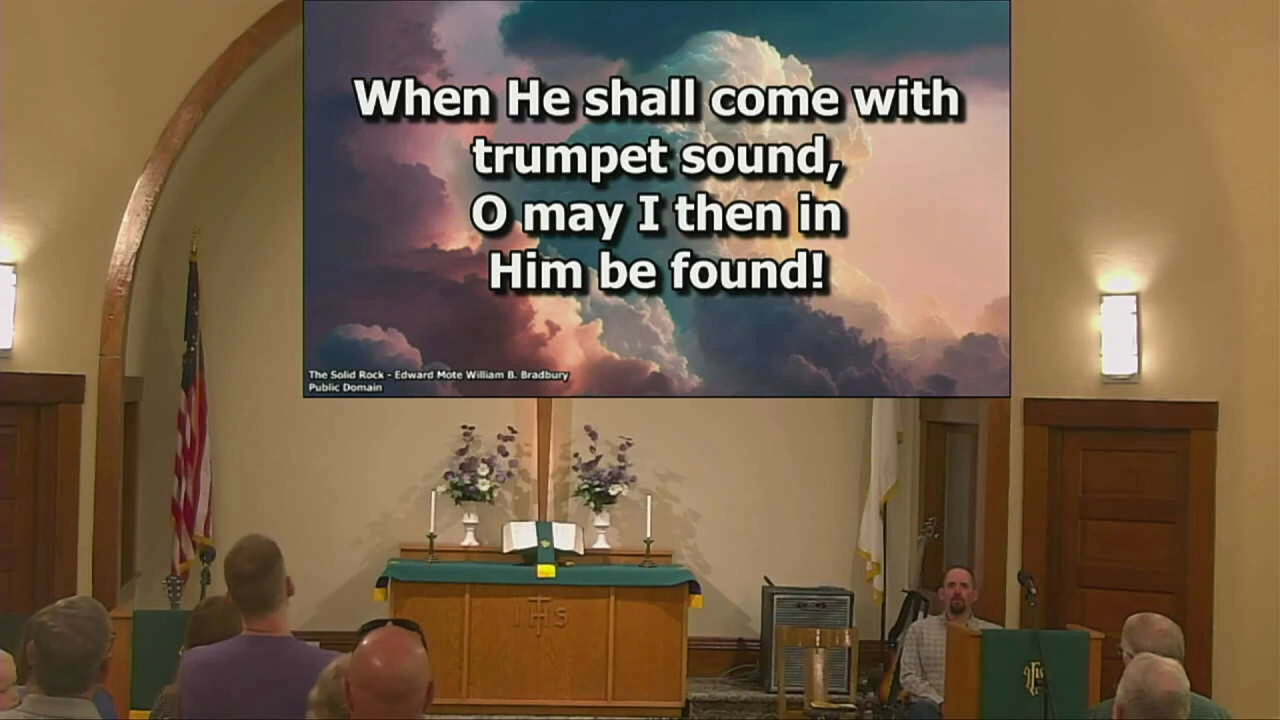 When He shall come with
trumpet sound,
O may I then in
Him be found!
The Solid Rock - Edward Mote William B. Bradbury
Public Domain
IHS